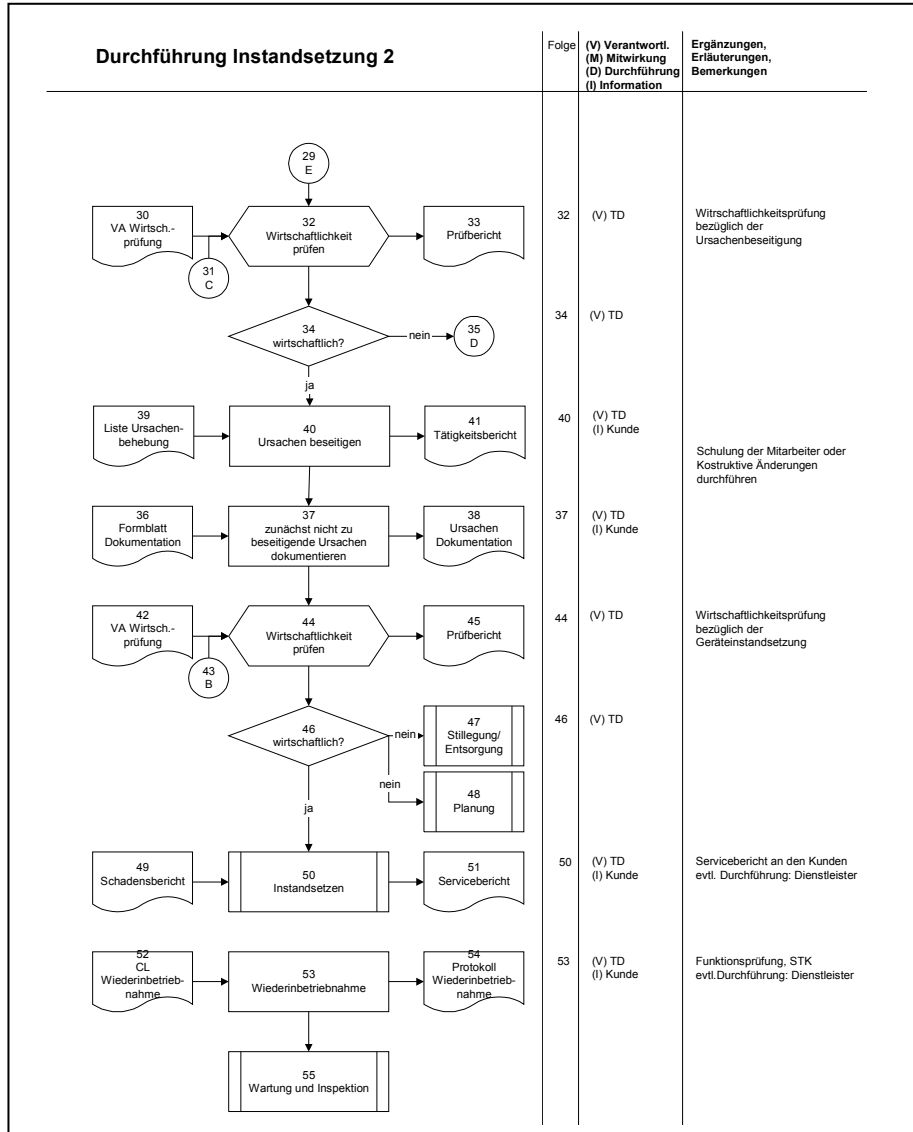 Durchführung Instandsetzung 2
Folge
(V) Verantwortl.
(M) Mitwirkung
(D) Durchführung
(I) Information
Ergänzungen,
Erläuterungen,
Bemerkungen
29
E
30
VA Wirtsch.-
prüfung
31
C
32
Wirtschaftlichkeit
prüfen
33
Prüfbericht
32
(V) TD
Witrschaftlichkeitsprüfung
bezüglich der
Ursachenbeseitigung
34
wirtschaftlich?
nein
35
D
34
(V) TD
ja
39
Liste Ursachen-
behebung
40
Ursachen beseitigen
41
Tätigkeitsbericht
40
(V) TD
(I) Kunde
Schulung der Mitarbeiter oder
Kostruktive Änderungen
durchführen
36
Formblatt
Dokumentation
37
zunächst nicht zu
beseitigende Ursachen
dokumentieren
38
Ursachen
Dokumentation
37
(V) TD
(I) Kunde
42
VA Wirtsch.-
prüfung
43
B
44
Wirtschaftlichkeit
prüfen
45
Prüfbericht
44
(V) TD
Wirtschaftlichkeitsprüfung
bezüglich der
Geräteinstandsetzung
46
wirtschaftlich?
nein
47
Stillegung/
Entsorgung
46
(V) TD
nein
48
Planung
ja
49
Schadensbericht
50
Instandsetzen
51
Servicebericht
50
(V) TD
(I) Kunde
Servicebericht an den Kunden
evtl. Durchführung: Dienstleister
52
CL
Wiederinbetrieb-
nahme
53
Wiederinbetriebnahme
54
Protokoll
Wiederinbetrieb-
nahme
53
(V) TD
(I) Kunde
Funktionsprüfung, STK
evtl.Durchführung: Dienstleister
55
Wartung und Inspektion